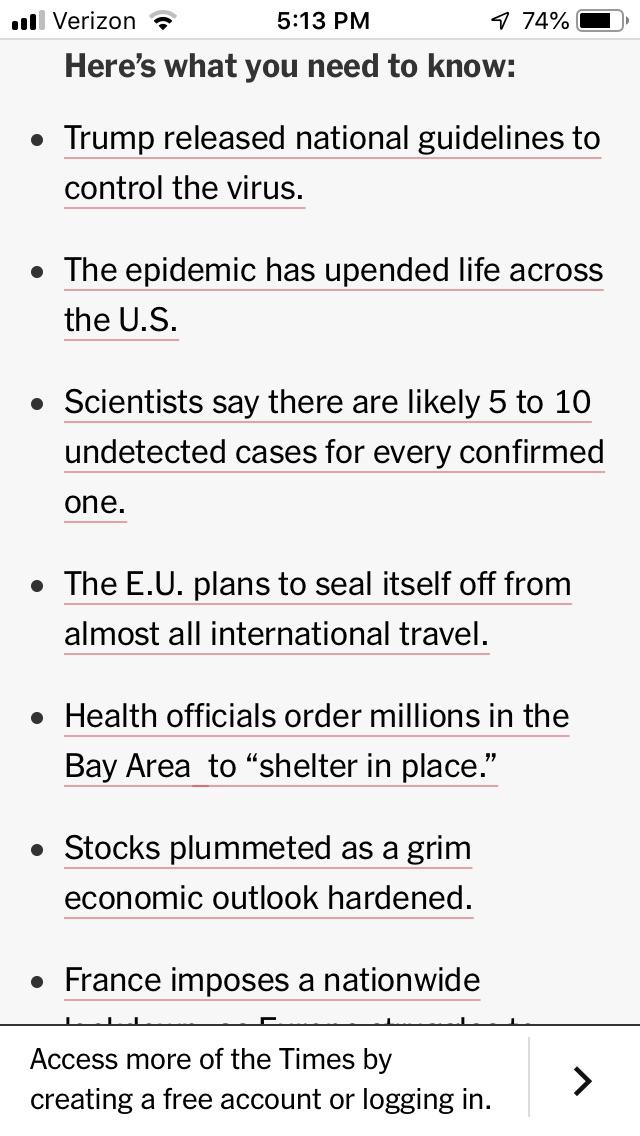 Verizon 5:13 PM 74%
Here’s what you need to know:
• Trump released national guidelines to
control the virus.
• The epidemic has upended life across
the U.S.
• Scientists say there are likely 5 to 10
undetected cases for every confirmed
one.
• The E.U. plans to seal itself off from
almost all international travel.
• Health officials order millions in the
Bay Area  to “shelter in place.”
• Stocks plummeted as a grim
economic outlook hardened.
• France imposes a nationwide
Access more of the Times by
creating a free account or logging in.